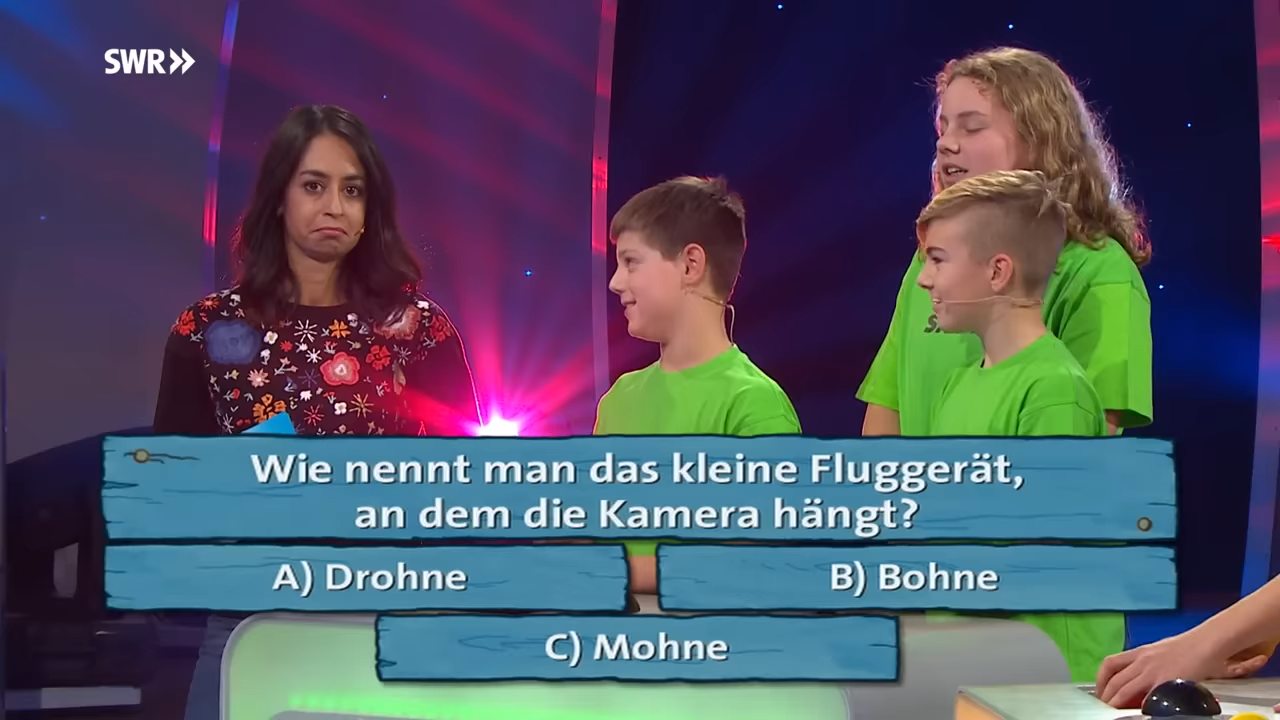 SWR»
Wie nennt man das kleine Fluggerät,
an dem die Kamera hängt?
A) Drohne
B) Bohne
C) Mohne